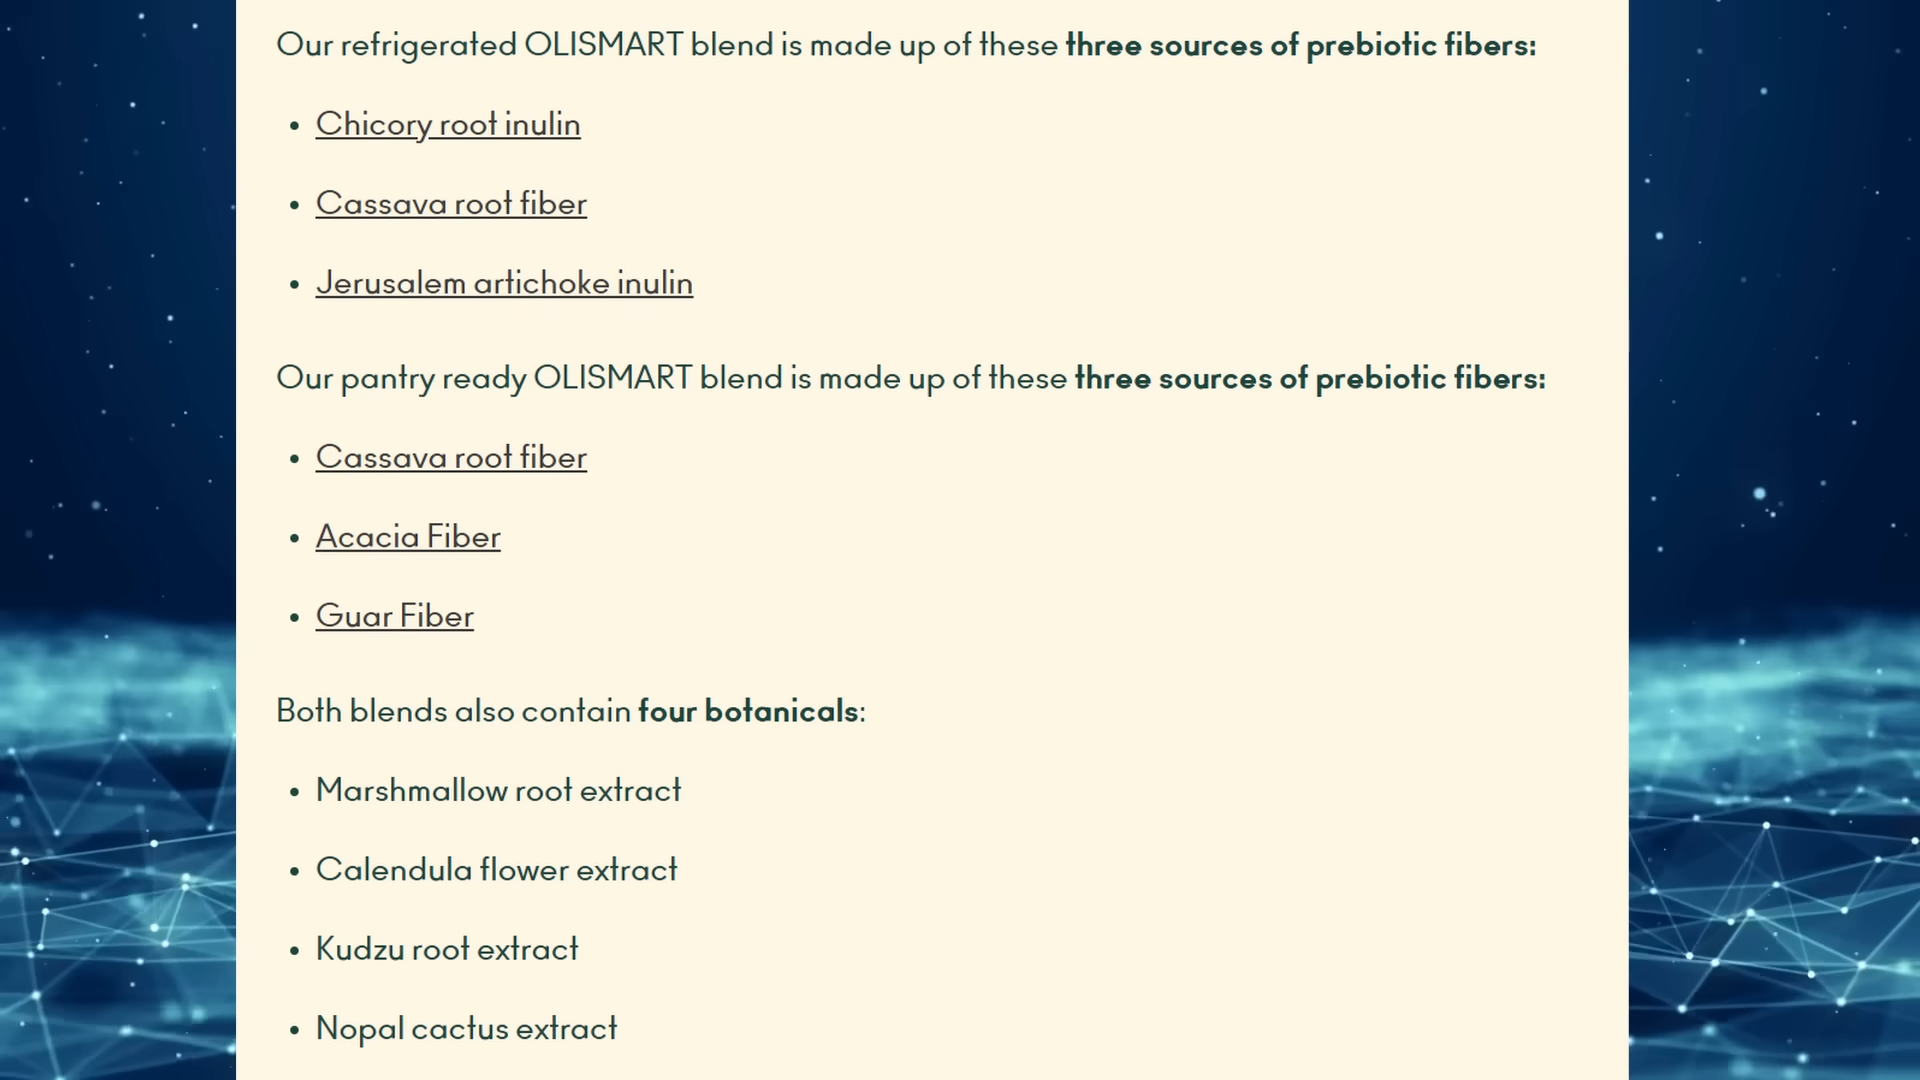 Our refrigerated OLISMART blend is made up of these three sources of prebiotic fibers:
• Chicory root inulin
• Cassava root fiber
• Jerusalem artichoke inulin
Our pantry ready OLISMART blend is made up of these three sources of prebiotic fibers:
• Cassava root fiber
• Acacia Fiber
• Guar Fiber
Both blends also contain four botanicals:
• Marshmallow root extract
• Calendula flower extract
• Kudzu root extract
• Nopal cactus extract